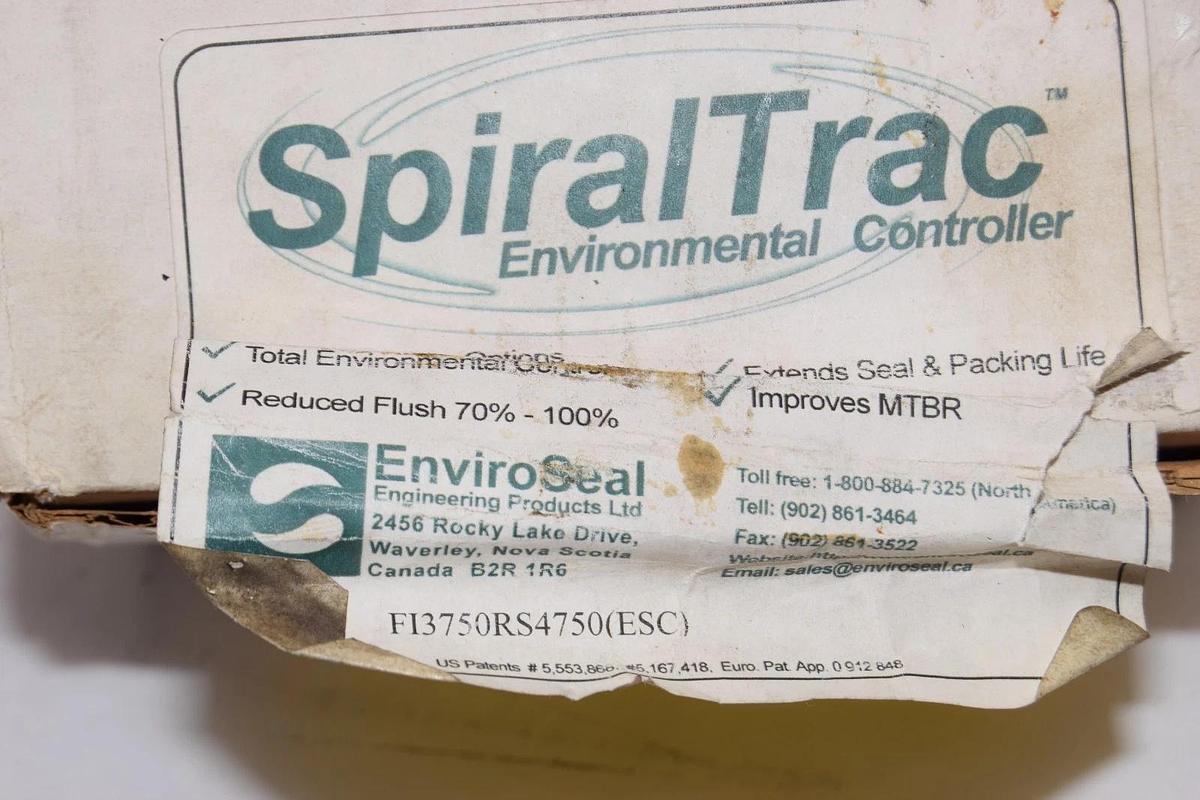 SpiralTrac™
Environmental Controller
✓ Total Environmental
✓ Extends Seal & Packing Life
✓ Reduced Flush 70% - 100%
✓ Improves MTBR
EnviroSeal
Engineering Products Ltd
2456 Rocky Lake Drive,
Waverley, Nova Scotia
Canada B2R 1R6
Toll free: 1-800-884-7325 (North
Tell: (902) 861-3464
Fax: (902) 861-3522
Website:
Email: sales@enviroseal.ca
FI3750RS4750(ESC)
US Patents # 5,553,868 #5,167,418, Euro. Pat. App. 0 912 848